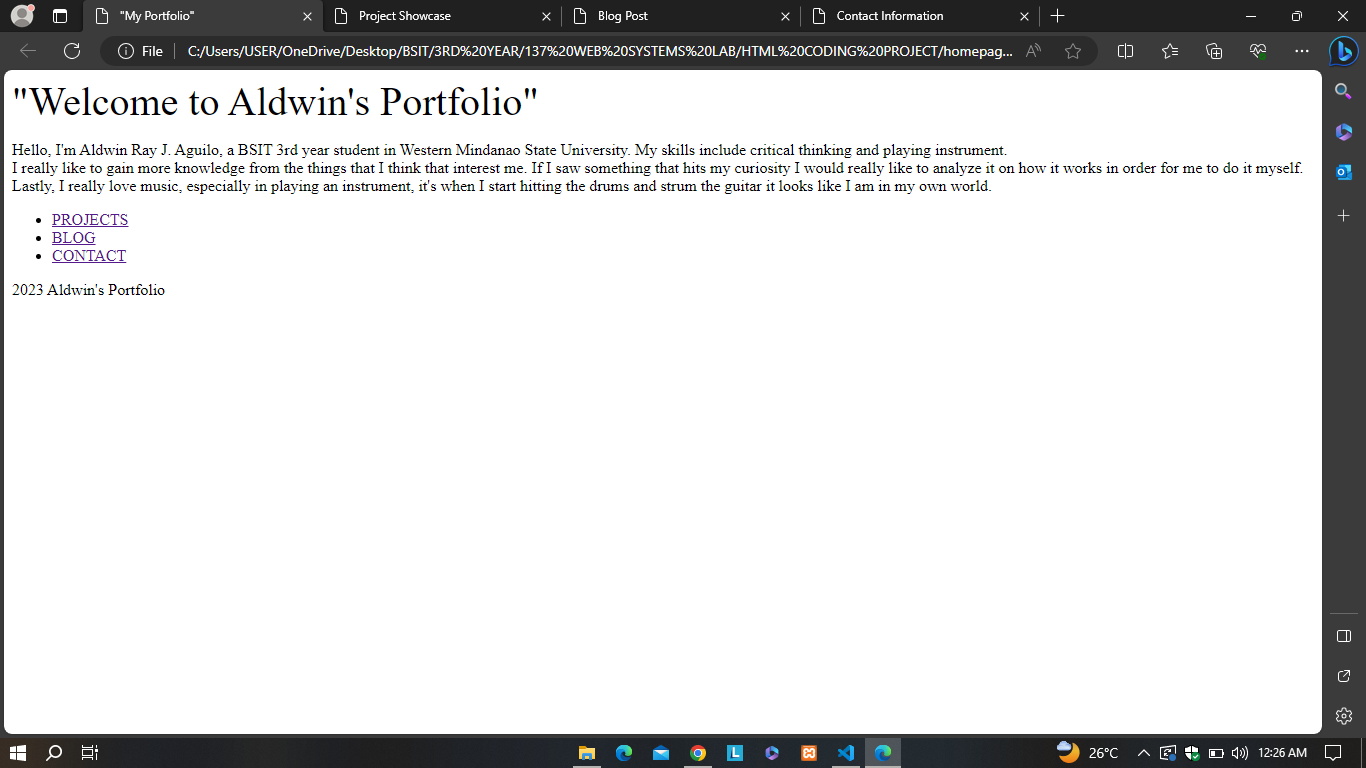 "My Portfolio"
Project Showcase
Blog Post
Contact Information
File
C:/Users/USER/OneDrive/Desktop/BSIT/3RD%20YEAR/137%20WEB%20SYSTEMS%20LAB/HTML%20CODING%20PROJECT/homepag...
"Welcome to Aldwin's Portfolio"
Hello, I'm Aldwin Ray J. Aguilo, a BSIT 3rd year student in Western Mindanao State University. My skills include critical thinking and playing instrument.
I really like to gain more knowledge from the things that I think that interest me. If I saw something that hits my curiosity I would really like to analyze it on how it works in order for me to do it myself.
Lastly, I really love music, especially in playing an instrument, it's when I start hitting the drums and strum the guitar it looks like I am in my own world.
PROJECTS
BLOG
CONTACT
2023 Aldwin's Portfolio
26°C
12:26 AM